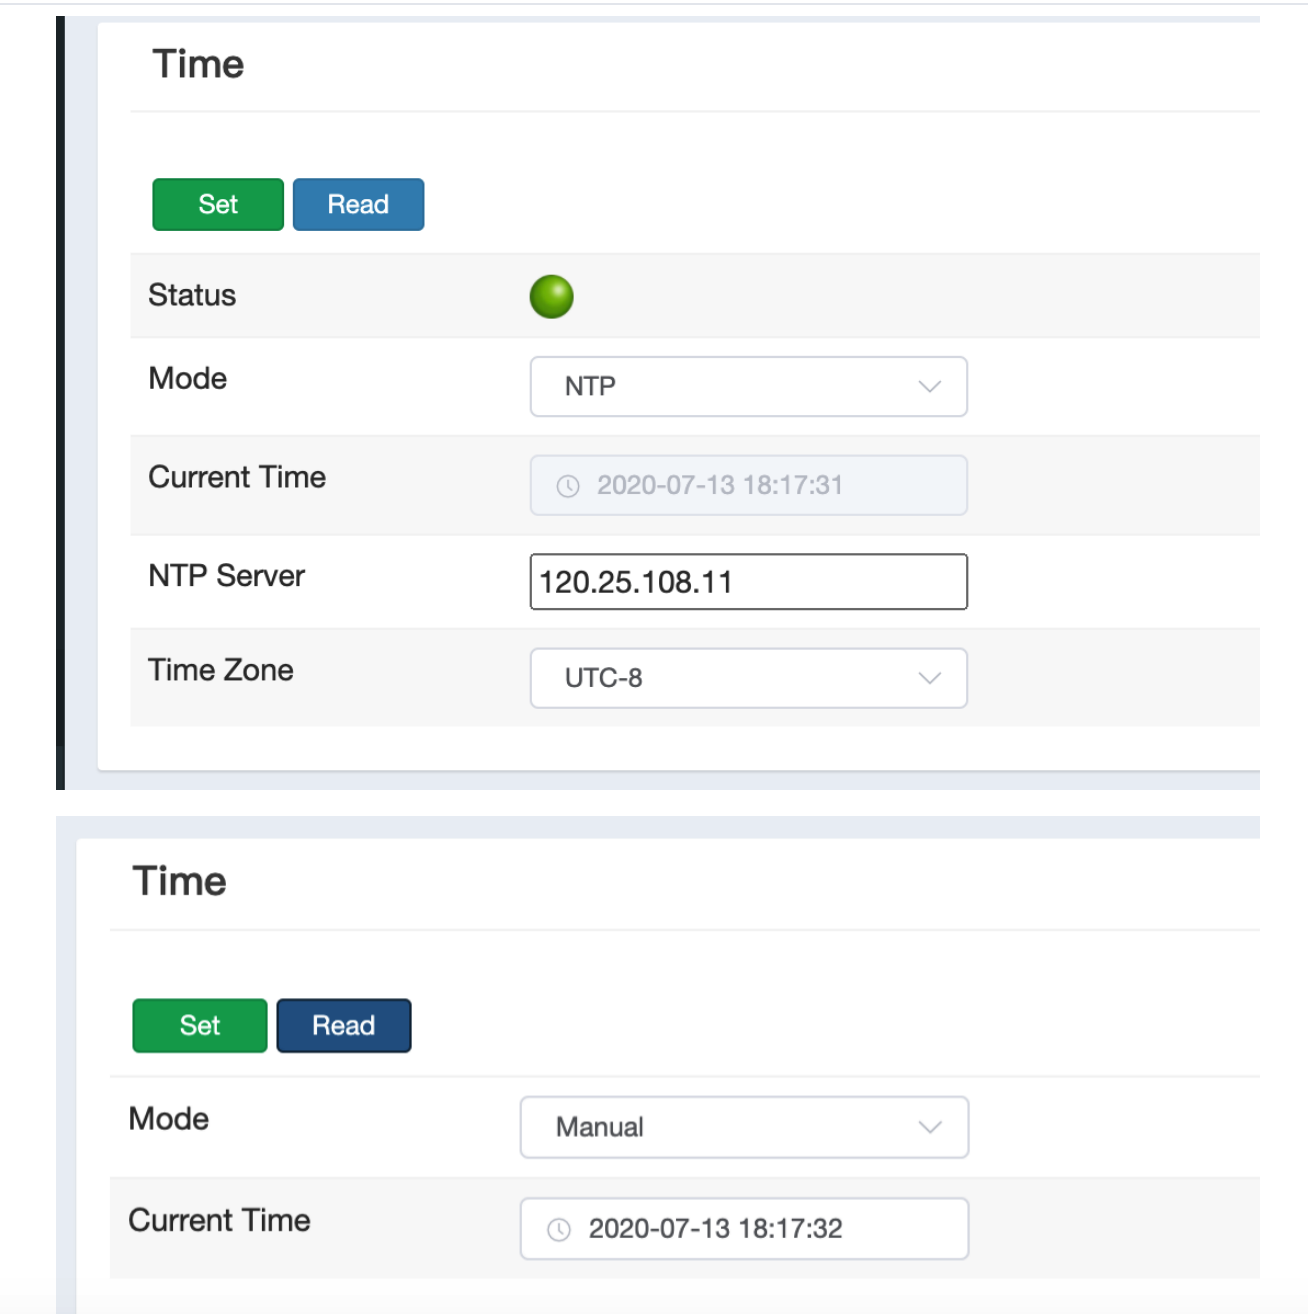 Time
Set Read
Status
Mode NTP
Current Time 2020-07-13 18:17:31
NTP Server 120.25.108.11
Time Zone UTC-8
Time
Set Read
Mode Manual
Current Time 2020-07-13 18:17:32